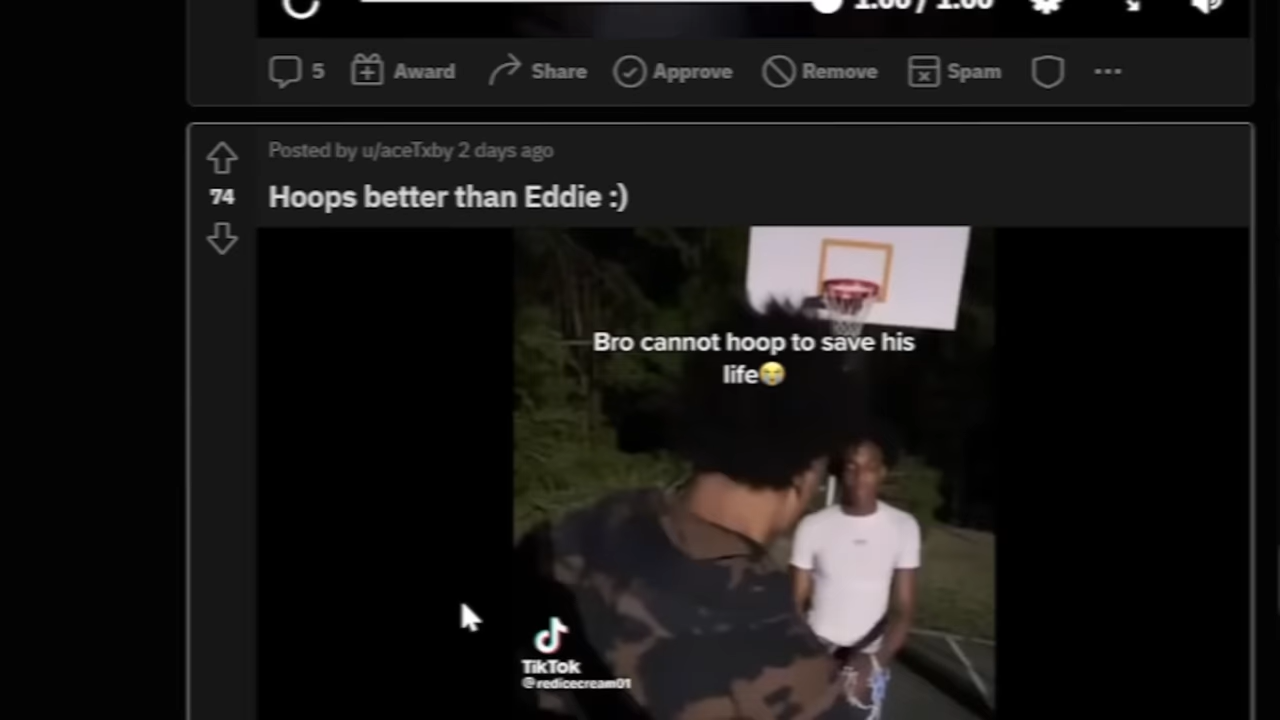 1:00 / 1:00
5 Award Share Approve Remove Spam
Posted by u/aceTxby 2 days ago
74
Hoops better than Eddie :)
Bro cannot hoop to save his
life😭
TikTok
@redicecream01